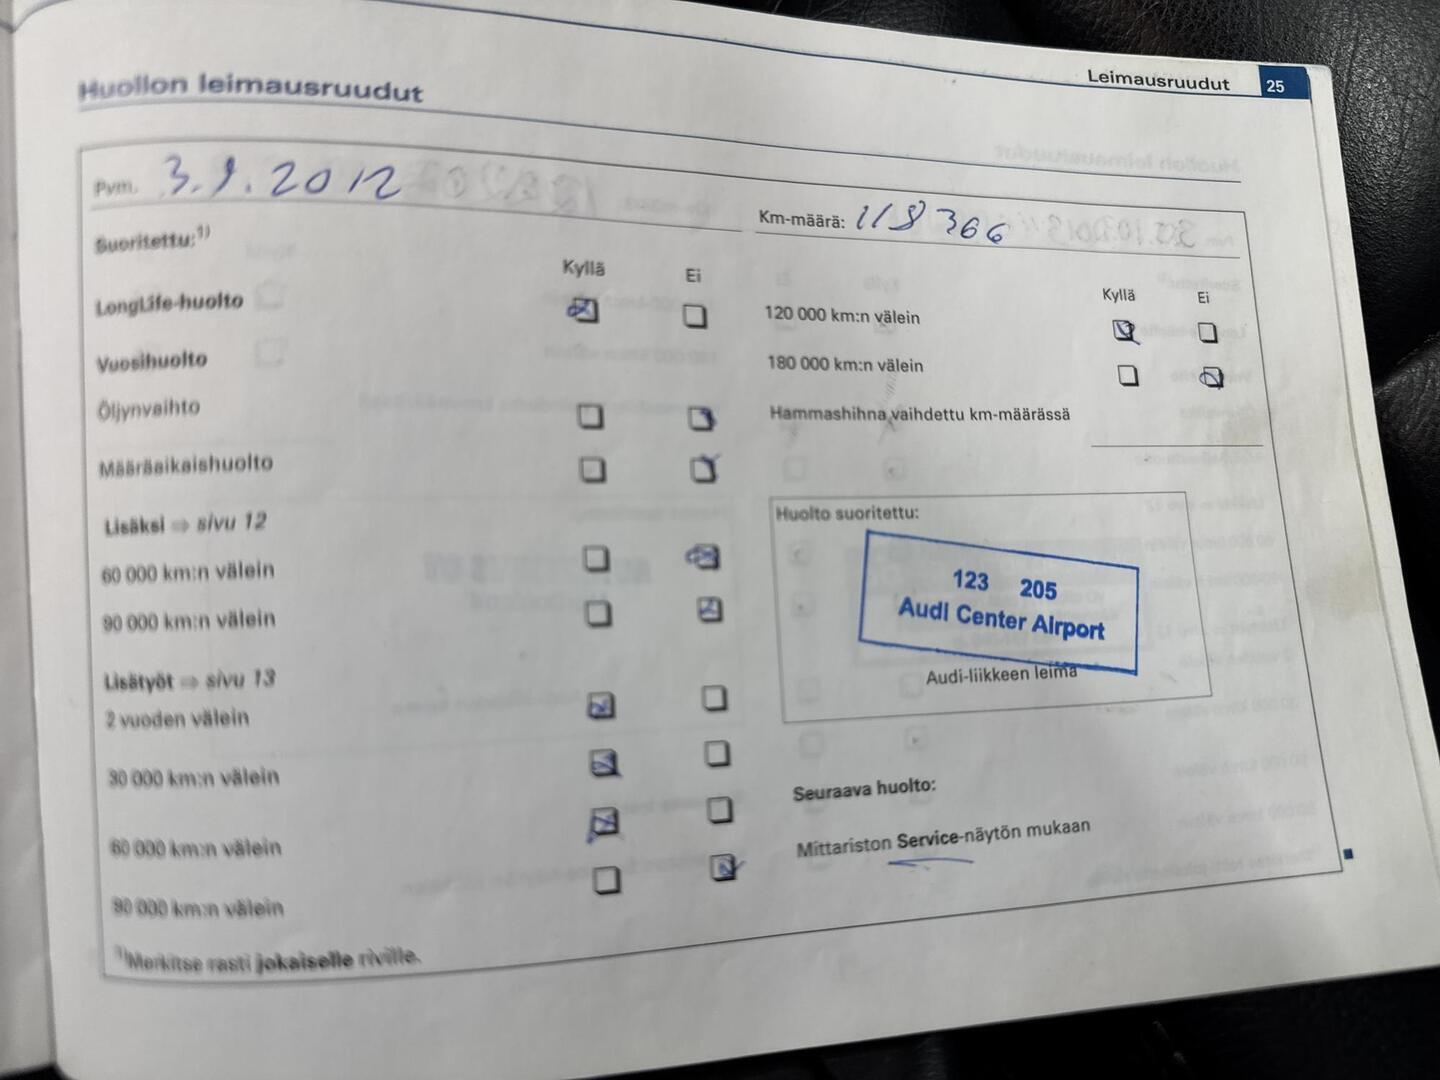 Leimausruudut 25
Huollon leimausruudut
Pvm. 3.9.2012
Km-määrä: 118 366
Suoritettu:1)
Kyllä Ei
Kyllä Ei
LongLife-huolto
Vuosihuolto
Öljynvaihto
Määräaikaishuolto
Lisäksi ⇒ sivu 12
60 000 km:n välein
90 000 km:n välein
Lisätyöt ⇒ sivu 13
2 vuoden välein
30 000 km:n välein
60 000 km:n välein
90 000 km:n välein
1)Merkitse rasti jokaiselle riville.
120 000 km:n välein
180 000 km:n välein
Hammashihna vaihdettu km-määrässä
Huolto suoritettu:
123 205
Audi Center Airport
Audi-liikkeen leima
Seuraava huolto:
Mittariston Service-näytön mukaan